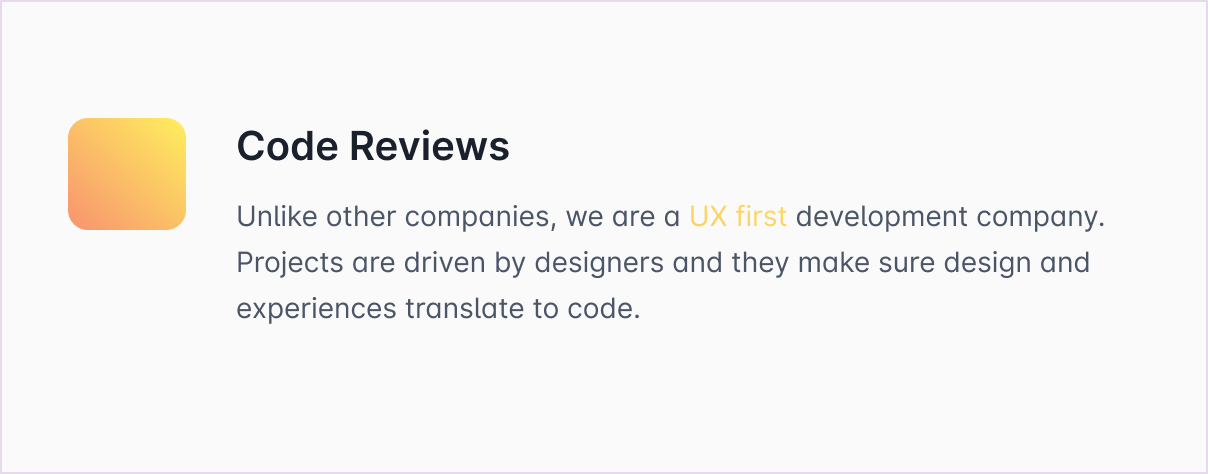 Code Reviews
Unlike other companies, we are a UX first development company.
Projects are driven by designers and they make sure design and
experiences translate to code.